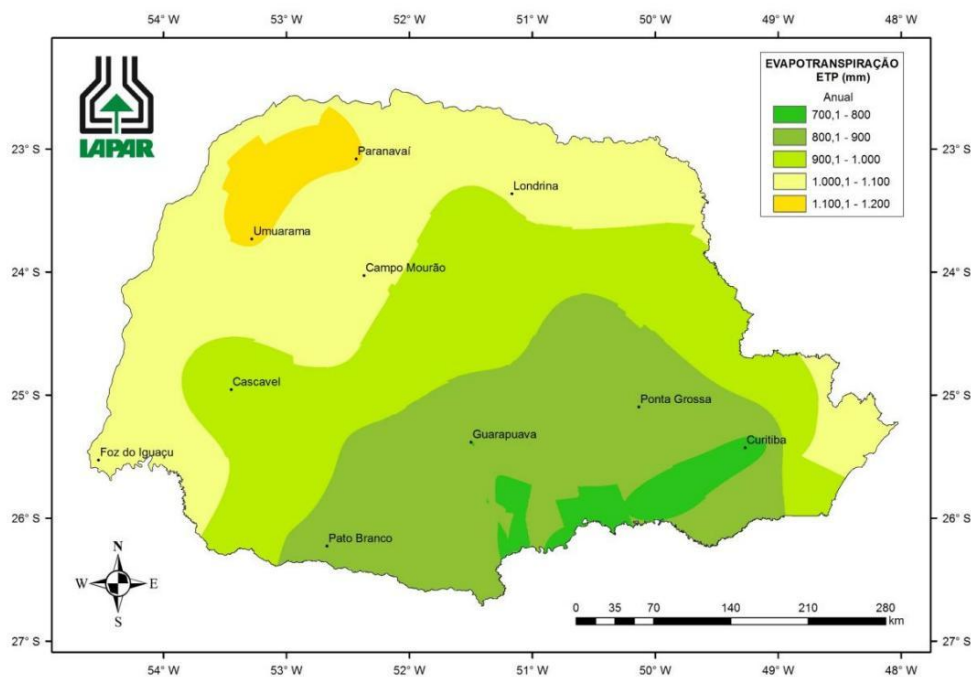 54° W 53° W 52° W 51° W 50° W 49° W 48° W
IAPAR
EVAPOTRANSPIRAÇÃO
ETP (mm)
Anual
700,1 - 800
800,1 - 900
900,1 - 1.000
1.000,1 - 1.100
1.100,1 - 1.200
23° S
23° S
Paranavaí
Londrina
Umuarama
24° S
24° S
Campo Mourão
Cascavel
25° S
25° S
Ponta Grossa
Guarapuava
Curitiba
Foz do Iguaçu
26° S
26° S
Pato Branco
N
W E
S
0 35 70 140 210 280
km
27° S
27° S
54° W 53° W 52° W 51° W 50° W 49° W 48° W